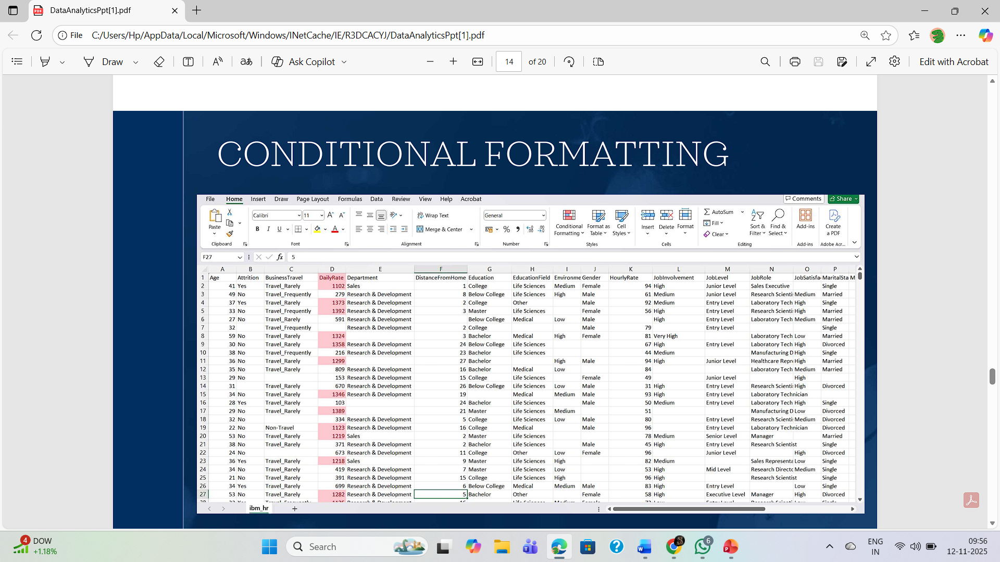 DataAnalyticsPpt[1].pdf
File C:/Users/Hp/AppData/Local/Microsoft/Windows/INetCache/IE/R3DCACYJ/DataAnalyticsPpt[1].pdf
Draw Ask Copilot 14 of 20 Edit with Acrobat
CONDITIONAL FORMATTING
File Home Insert Draw Page Layout Formulas Data Review View Help Acrobat Comments Share
Paste Calibri 11 Wrap Text General Conditional Formatting Format as Table Cell Styles Insert Delete Format AutoSum Fill Clear Sort & Filter Find & Select Add-ins Create a PDF
B I U Merge & Center
Clipboard Font Alignment Number Styles Cells Editing Add-ins Adobe Acr...
F27 fx 5
A B C D E F G H I J K L M N O P
1 Age Attrition BusinessTravel DailyRate Department DistanceFromHome Education EducationField Environme Gender HourlyRate JobInvolvement JobLevel JobRole JobSatisfa MaritalSta M
2 41 Yes Travel_Rarely 1102 Sales 1 College Life Sciences Medium Female 94 High Junior Level Sales Executive Single
3 49 No Travel_Frequently 279 Research & Development 8 Below College Life Sciences High Male 61 Medium Junior Level Research Scienti Medium Married
4 37 Yes Travel_Rarely 1373 Research & Development 2 College Other Male 92 Medium Entry Level Laboratory Tech High Single
5 33 No Travel_Frequently 1392 Research & Development 3 Master Life Sciences Female 56 High Entry Level Research Scienti High Married
6 27 No Travel_Rarely 591 Research & Development Below College Medical Low Male High Entry Level Laboratory Tech Medium Married
7 32 Travel_Frequently Research & Development 2 College Male 79 Entry Level Single
8 59 No Travel_Rarely 1324 3 Bachelor Medical High Female 81 Very High Laboratory Tech Low Married
9 30 No Travel_Rarely 1358 Research & Development 24 Below College Life Sciences 67 High Entry Level Laboratory Tech High Divorced
10 38 No Travel_Frequently 216 Research & Development 23 Bachelor Life Sciences 44 Medium Manufacturing D High Single
11 36 No Travel_Rarely 1299 27 Bachelor High Male 94 High Junior Level Healthcare Repr High Married
12 35 No Travel_Rarely 809 Research & Development 16 Bachelor Medical Low 84 Laboratory Tech Medium Married
13 29 No 153 Research & Development 15 College Life Sciences Female 49 Junior Level High
14 31 Travel_Rarely 670 Research & Development 26 Below College Life Sciences Low Male 31 High Entry Level Research Scienti High Divorced
15 34 No Travel_Rarely 1346 Research & Development 19 Medical Medium Male 93 High Entry Level Laboratory Technician
16 28 Yes Travel_Rarely 103 24 Bachelor Life Sciences Male 50 Medium Entry Level Laboratory Tech High Single
17 29 No Travel_Rarely 1389 21 Master Life Sciences Medium 51 Manufacturing D Low Divorced
18 32 No 334 Research & Development 5 College Life Sciences Low Male 80 Entry Level Research Scienti Medium Divorced
19 22 No Non-Travel 1123 Research & Development 16 College Medical Male 96 Entry Level Laboratory Technician Divorced
20 53 No Travel_Rarely 1219 Sales 2 Master Life Sciences 78 Medium Senior Level Manager Married
21 38 No Travel_Rarely 371 Research & Development 2 Bachelor Life Sciences Male 45 High Entry Level Research Scientist Single
22 24 No 673 Research & Development 11 College Other Low Female 96 Junior Level High Divorced
23 36 Yes Travel_Rarely 1218 Sales 9 Master Life Sciences High 82 Medium Sales Representa Low Single
24 34 No Travel_Rarely 419 Research & Development 7 Master Life Sciences Low 53 High Mid Level Research Directo Medium Single
25 21 No Travel_Rarely 391 Research & Development 15 College Life Sciences High 96 High Research Scientist Single
26 34 Yes Travel_Rarely 699 Research & Development 6 Below College Medical Medium Male 83 High Entry Level Low Single
27 53 No Travel_Rarely 1282 Research & Development 5 Bachelor Other Female 58 High Executive Level Manager High Divorced
ibm_hr
4 DOW
+1.18%
Search
6
ENG
IN
09:56
12-11-2025